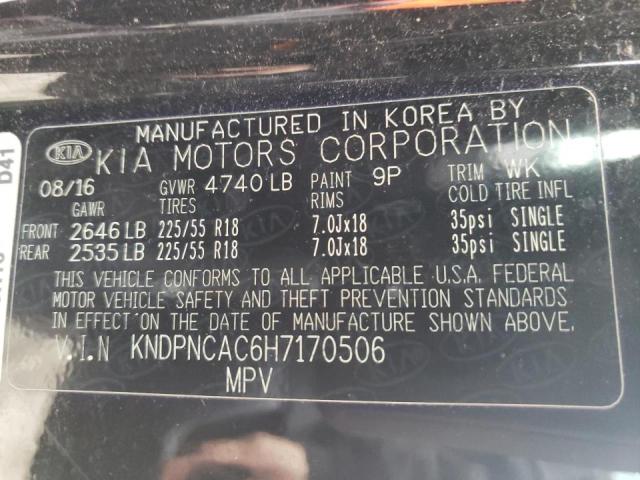 MANUFACTURED IN KOREA BY
KIA KIA MOTORS CORPORATION
08/16 GVWR 4740 LB PAINT 9P TRIM WK
GAWR TIRES RIMS COLD TIRE INFL
FRONT 2646 LB 225/55 R18 7.0Jx18 35psi SINGLE
REAR 2535 LB 225/55 R18 7.0Jx18 35psi SINGLE
THIS VEHICLE CONFORMS TO ALL APPLICABLE U.S.A. FEDERAL
MOTOR VEHICLE SAFETY AND THEFT PREVENTION STANDARDS
IN EFFECT ON THE DATE OF MANUFACTURE SHOWN ABOVE.
V.I.N KNDPNCAC6H7170506
MPV
D41